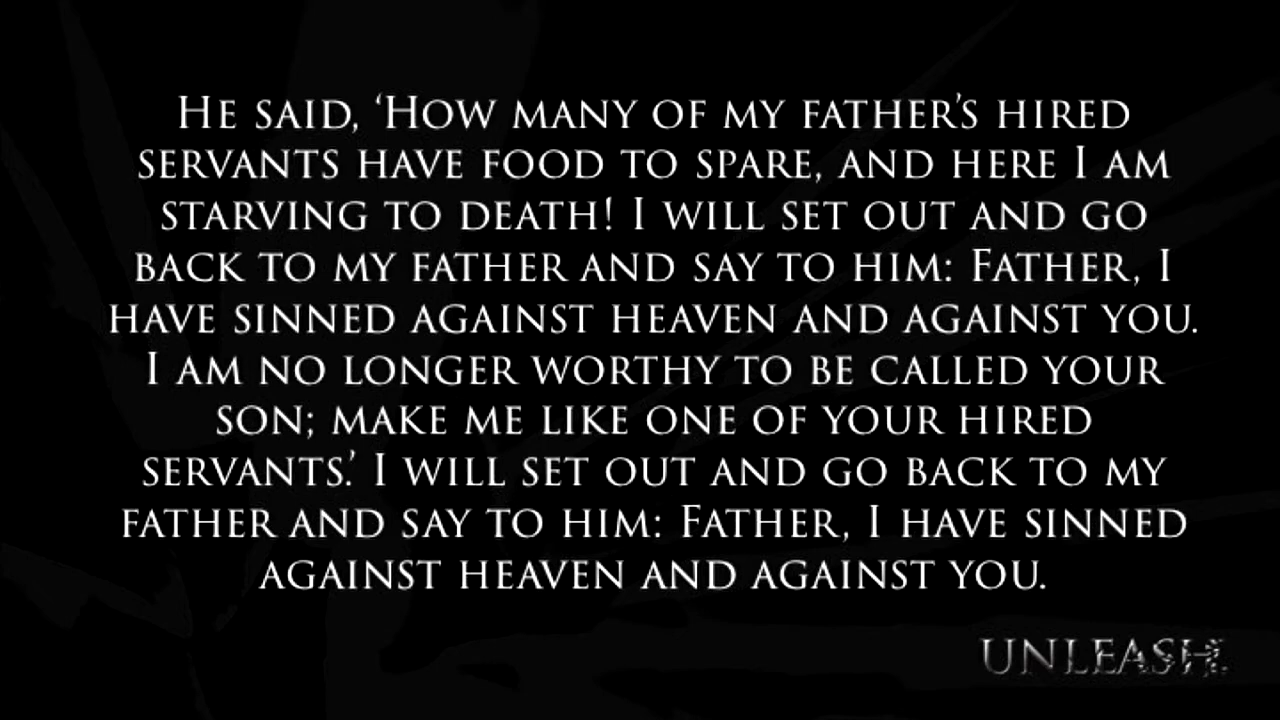 He said, ‘How many of my father’s hired
servants have food to spare, and here I am
starving to death! I will set out and go
back to my father and say to him: Father, I
have sinned against heaven and against you.
I am no longer worthy to be called your
son; make me like one of your hired
servants.’ I will set out and go back to my
father and say to him: Father, I have sinned
against heaven and against you.
UNLEASH.